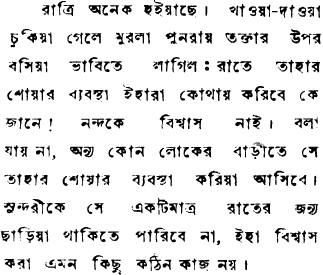 রাত্রি অনেক হইয়াছে। খাওয়া-দাওয়া
চুকিয়া গেলে মুরলা পুনরায় তক্তার উপর
বসিয়া ভাবিতে লাগিল : রাতে তাহার
শোয়ার ব্যবস্থা ইহারা কোথায় করিবে কে
জানে! নন্দকে বিশ্বাস নাই। বলা
যায় না, অন্য কোন লোকের বাড়ীতে সে
তাহার শোয়ার ব্যবস্থা করিয়া আসিবে।
সুন্দরীকে সে একটিমাত্র রাতের জন্য
ছাড়িয়া থাকিতে পারিবে না, ইহা বিশ্বাস
করা এমন কিছু কঠিন কাজ নয়।